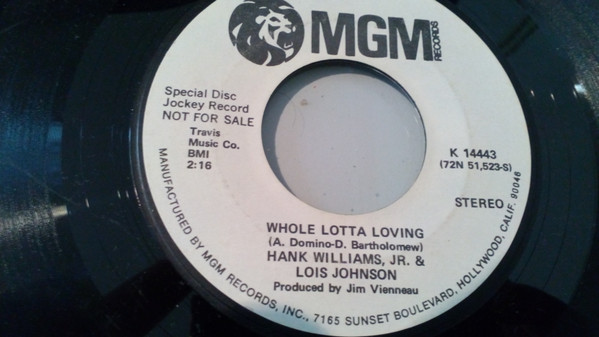 MGM
RECORDS
Special Disc
Jockey Record
NOT FOR SALE
Travis
Music Co.
BMI
2:16
K 14443
(72N 51,523-S)
STEREO
WHOLE LOTTA LOVING
(A. Domino-D. Bartholomew)
HANK WILLIAMS, JR. &
LOIS JOHNSON
Produced by Jim Vienneau
MANUFACTURED BY MGM RECORDS, INC., 7165 SUNSET BOULEVARD, HOLLYWOOD, CALIF. 90046